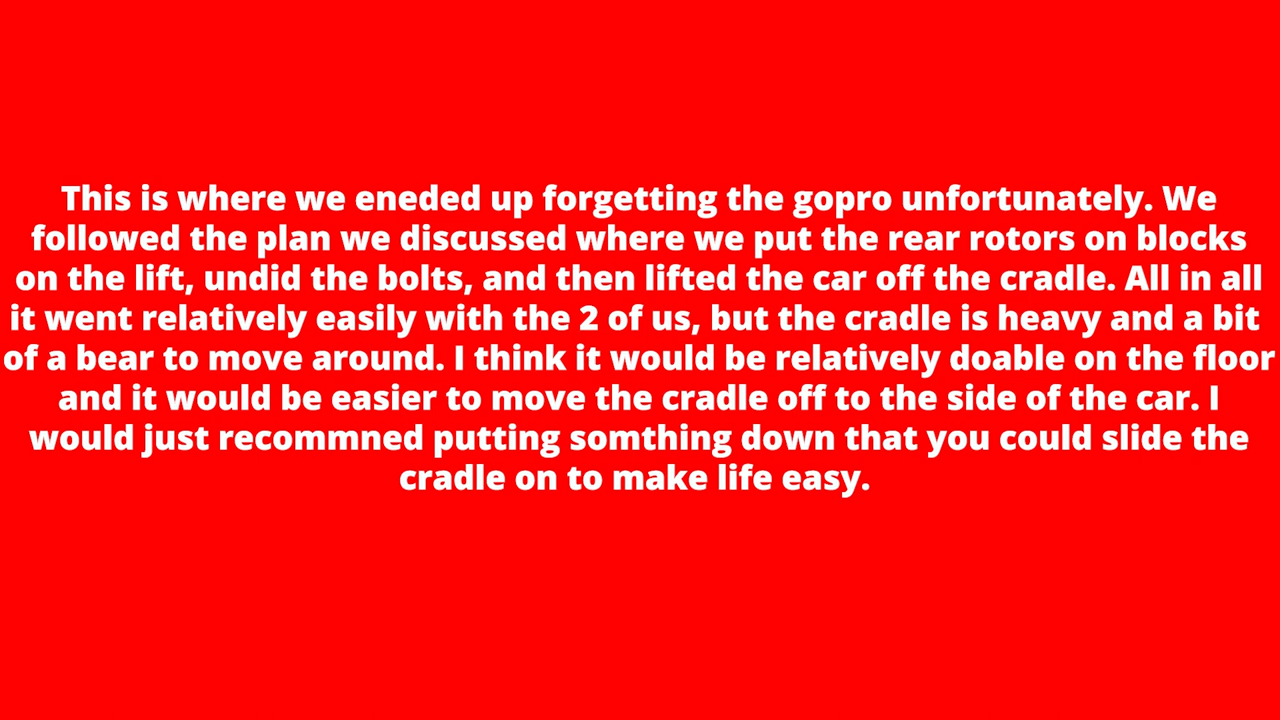 This is where we eneded up forgetting the gopro unfortunately. We
followed the plan we discussed where we put the rear rotors on blocks
on the lift, undid the bolts, and then lifted the car off the cradle. All in all
it went relatively easily with the 2 of us, but the cradle is heavy and a bit
of a bear to move around. I think it would be relatively doable on the floor
and it would be easier to move the cradle off to the side of the car. I
would just recommned putting somthing down that you could slide the
cradle on to make life easy.